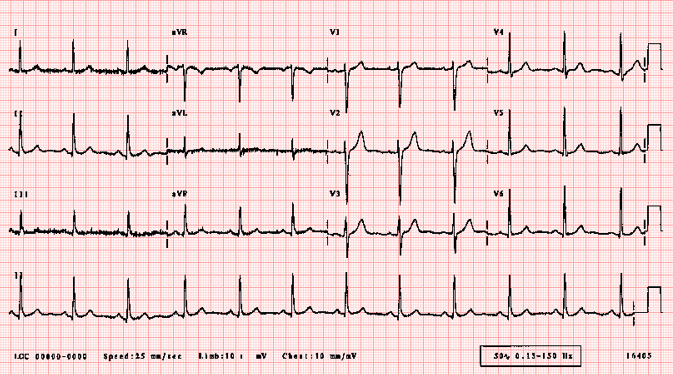 I aVR V1 V4
II aVL V2 V5
III aVF V3 V6
II
LOC 00000-0000 Speed:25 mm/sec Limb:10 mm/mV Chest:10 mm/mV 50~ 0.15-150 Hz 16405